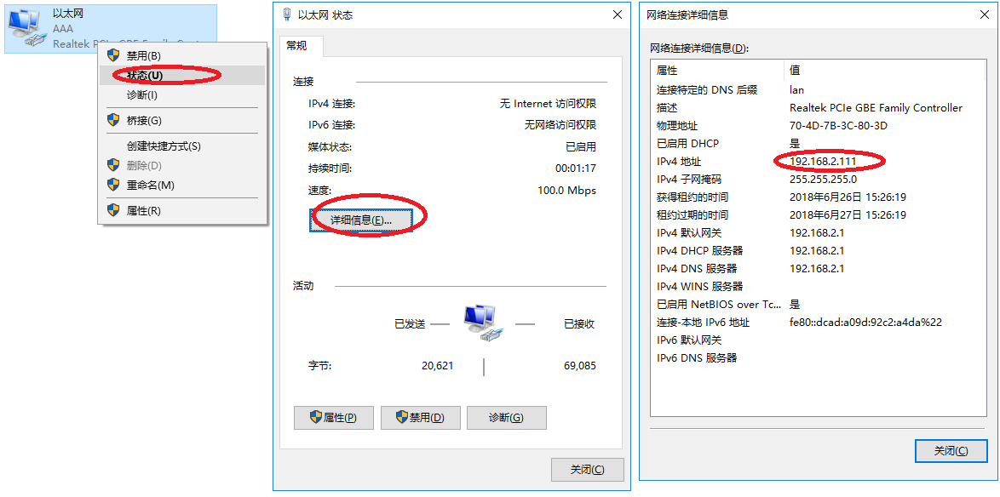 以太网
AAA
Realtek PCIe GBE Family Cont
禁用(B)
状态(U)
诊断(I)
桥接(G)
创建快捷方式(S)
删除(D)
重命名(M)
属性(R)
以太网 状态
常规
连接
IPv4 连接: 无 Internet 访问权限
IPv6 连接: 无网络访问权限
媒体状态: 已启用
持续时间: 00:01:17
速度: 100.0 Mbps
详细信息(E)...
活动
已发送 已接收
字节: 20,621 69,085
属性(P) 禁用(D) 诊断(G)
关闭(C)
网络连接详细信息
网络连接详细信息(D):
属性 值
连接特定的 DNS 后缀 lan
描述 Realtek PCIe GBE Family Controller
物理地址 70-4D-7B-3C-80-3D
已启用 DHCP 是
IPv4 地址 192.168.2.111
IPv4 子网掩码 255.255.255.0
获得租约的时间 2018年6月26日 15:26:19
租约过期的时间 2018年6月27日 15:26:19
IPv4 默认网关 192.168.2.1
IPv4 DHCP 服务器 192.168.2.1
IPv4 DNS 服务器 192.168.2.1
IPv4 WINS 服务器
已启用 NetBIOS over Tc... 是
连接-本地 IPv6 地址 fe80::dcad:a09d:92c2:a4da%22
IPv6 默认网关
IPv6 DNS 服务器
关闭(C)